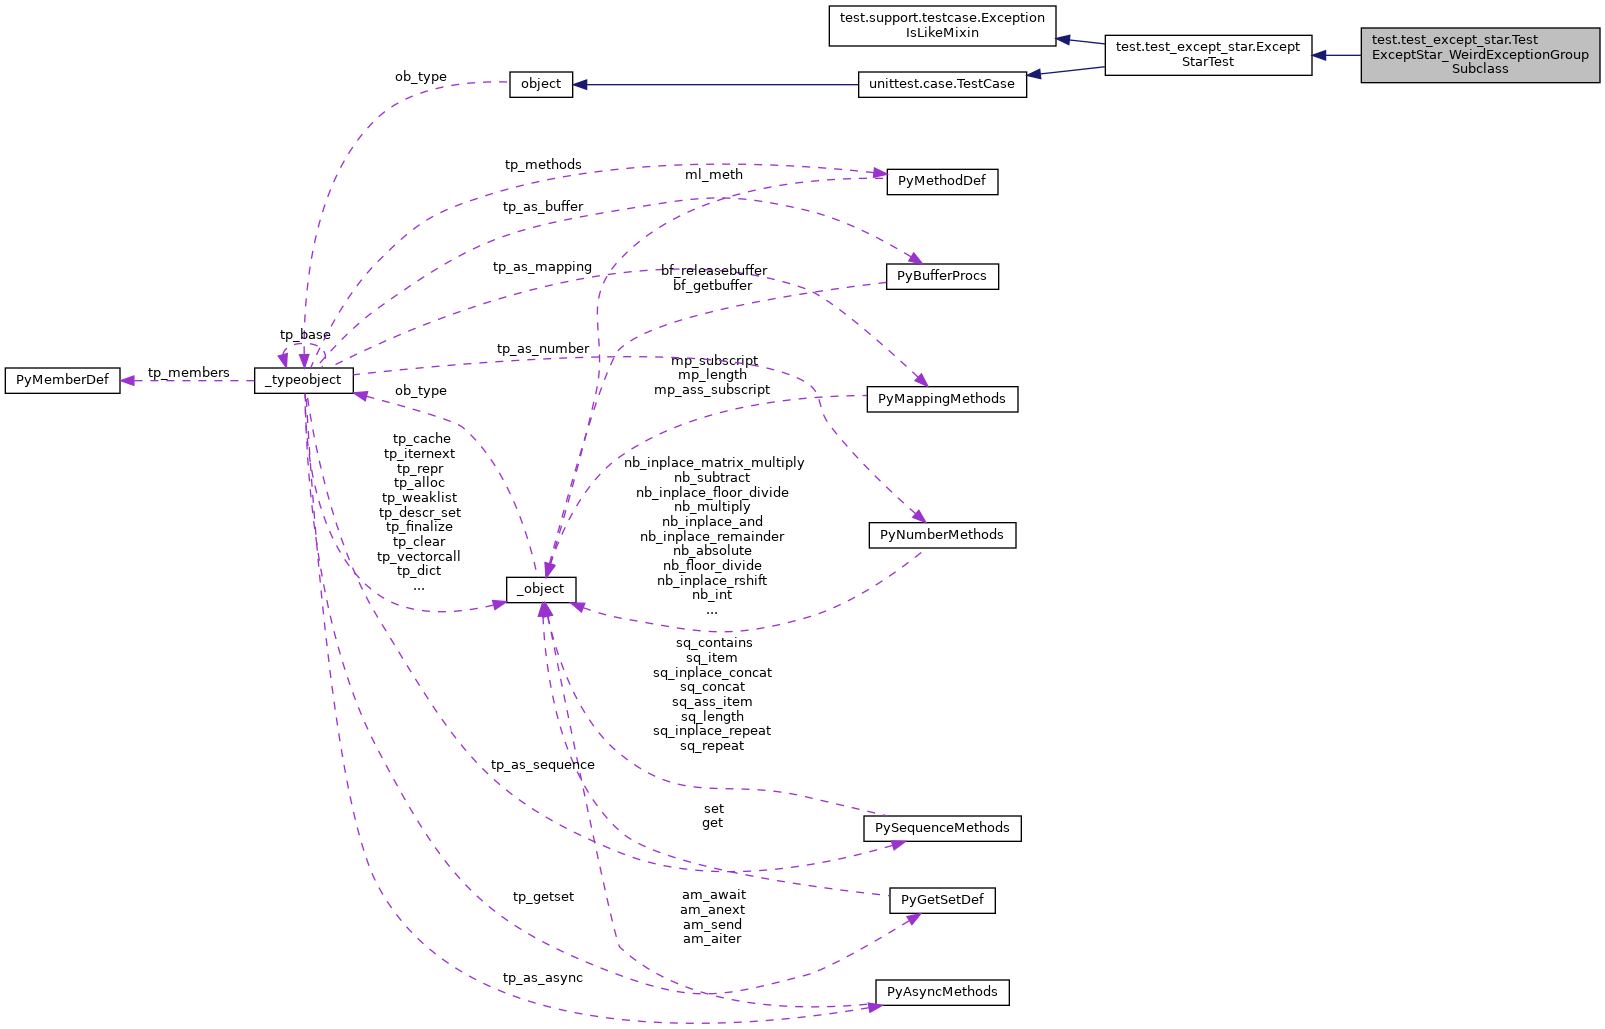 test.support.testcase.Exception
IsLikeMixin
test.test_except_star.Except
StarTest
test.test_except_star.Test
ExceptStar_WeirdExceptionGroup
Subclass
ob_type
object
unittest.case.TestCase
tp_methods
ml_meth
PyMethodDef
tp_as_buffer
tp_as_mapping
bf_releasebuffer
bf_getbuffer
PyBufferProcs
tp_base
tp_as_number
PyMemberDef
tp_members
_typeobject
ob_type
mp_subscript
mp_length
mp_ass_subscript
PyMappingMethods
tp_cache
tp_iternext
tp_repr
tp_alloc
tp_weaklist
tp_descr_set
tp_finalize
tp_clear
tp_vectorcall
tp_dict
...
nb_inplace_matrix_multiply
nb_subtract
nb_inplace_floor_divide
nb_multiply
nb_inplace_and
nb_inplace_remainder
nb_absolute
nb_floor_divide
nb_inplace_rshift
nb_int
...
PyNumberMethods
_object
sq_contains
sq_item
sq_inplace_concat
sq_concat
sq_ass_item
sq_length
sq_inplace_repeat
sq_repeat
tp_as_sequence
set
get
PySequenceMethods
tp_getset
am_await
am_anext
am_send
am_aiter
PyGetSetDef
tp_as_async
PyAsyncMethods